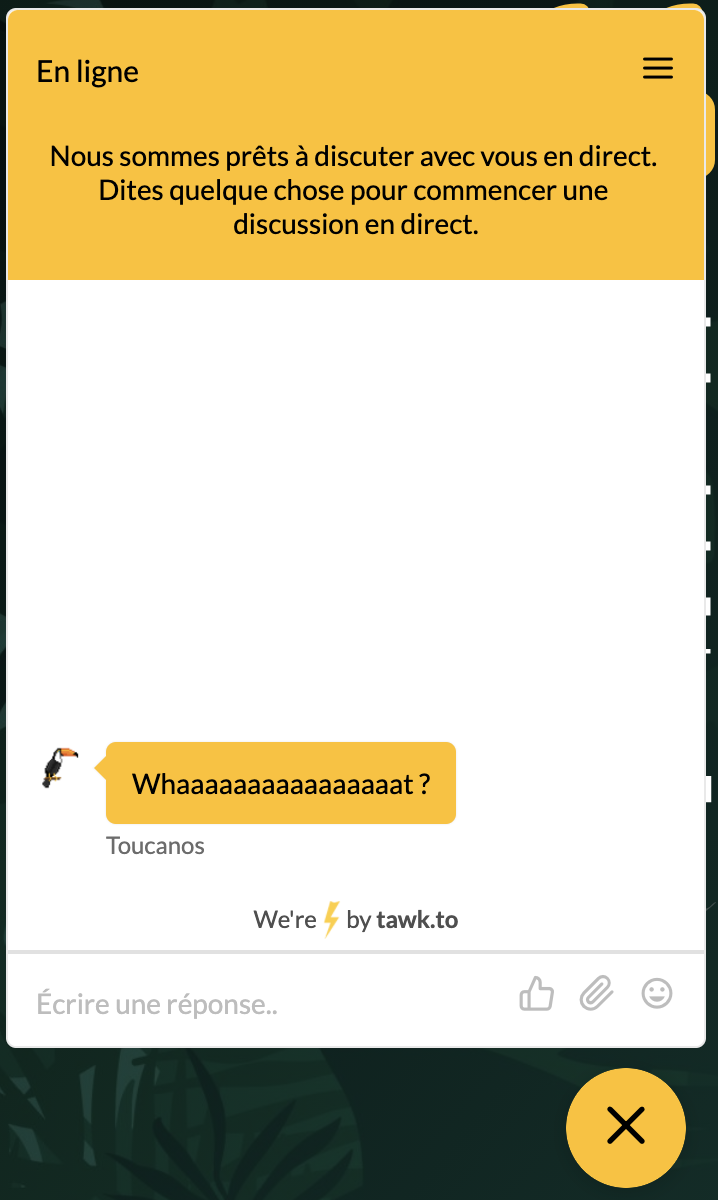 En ligne
Nous sommes prêts à discuter avec vous en direct.
Dites quelque chose pour commencer une
discussion en direct.
Whaaaaaaaaaaaaaaaat ?
Toucanos
We're by tawk.to
Écrire une réponse..